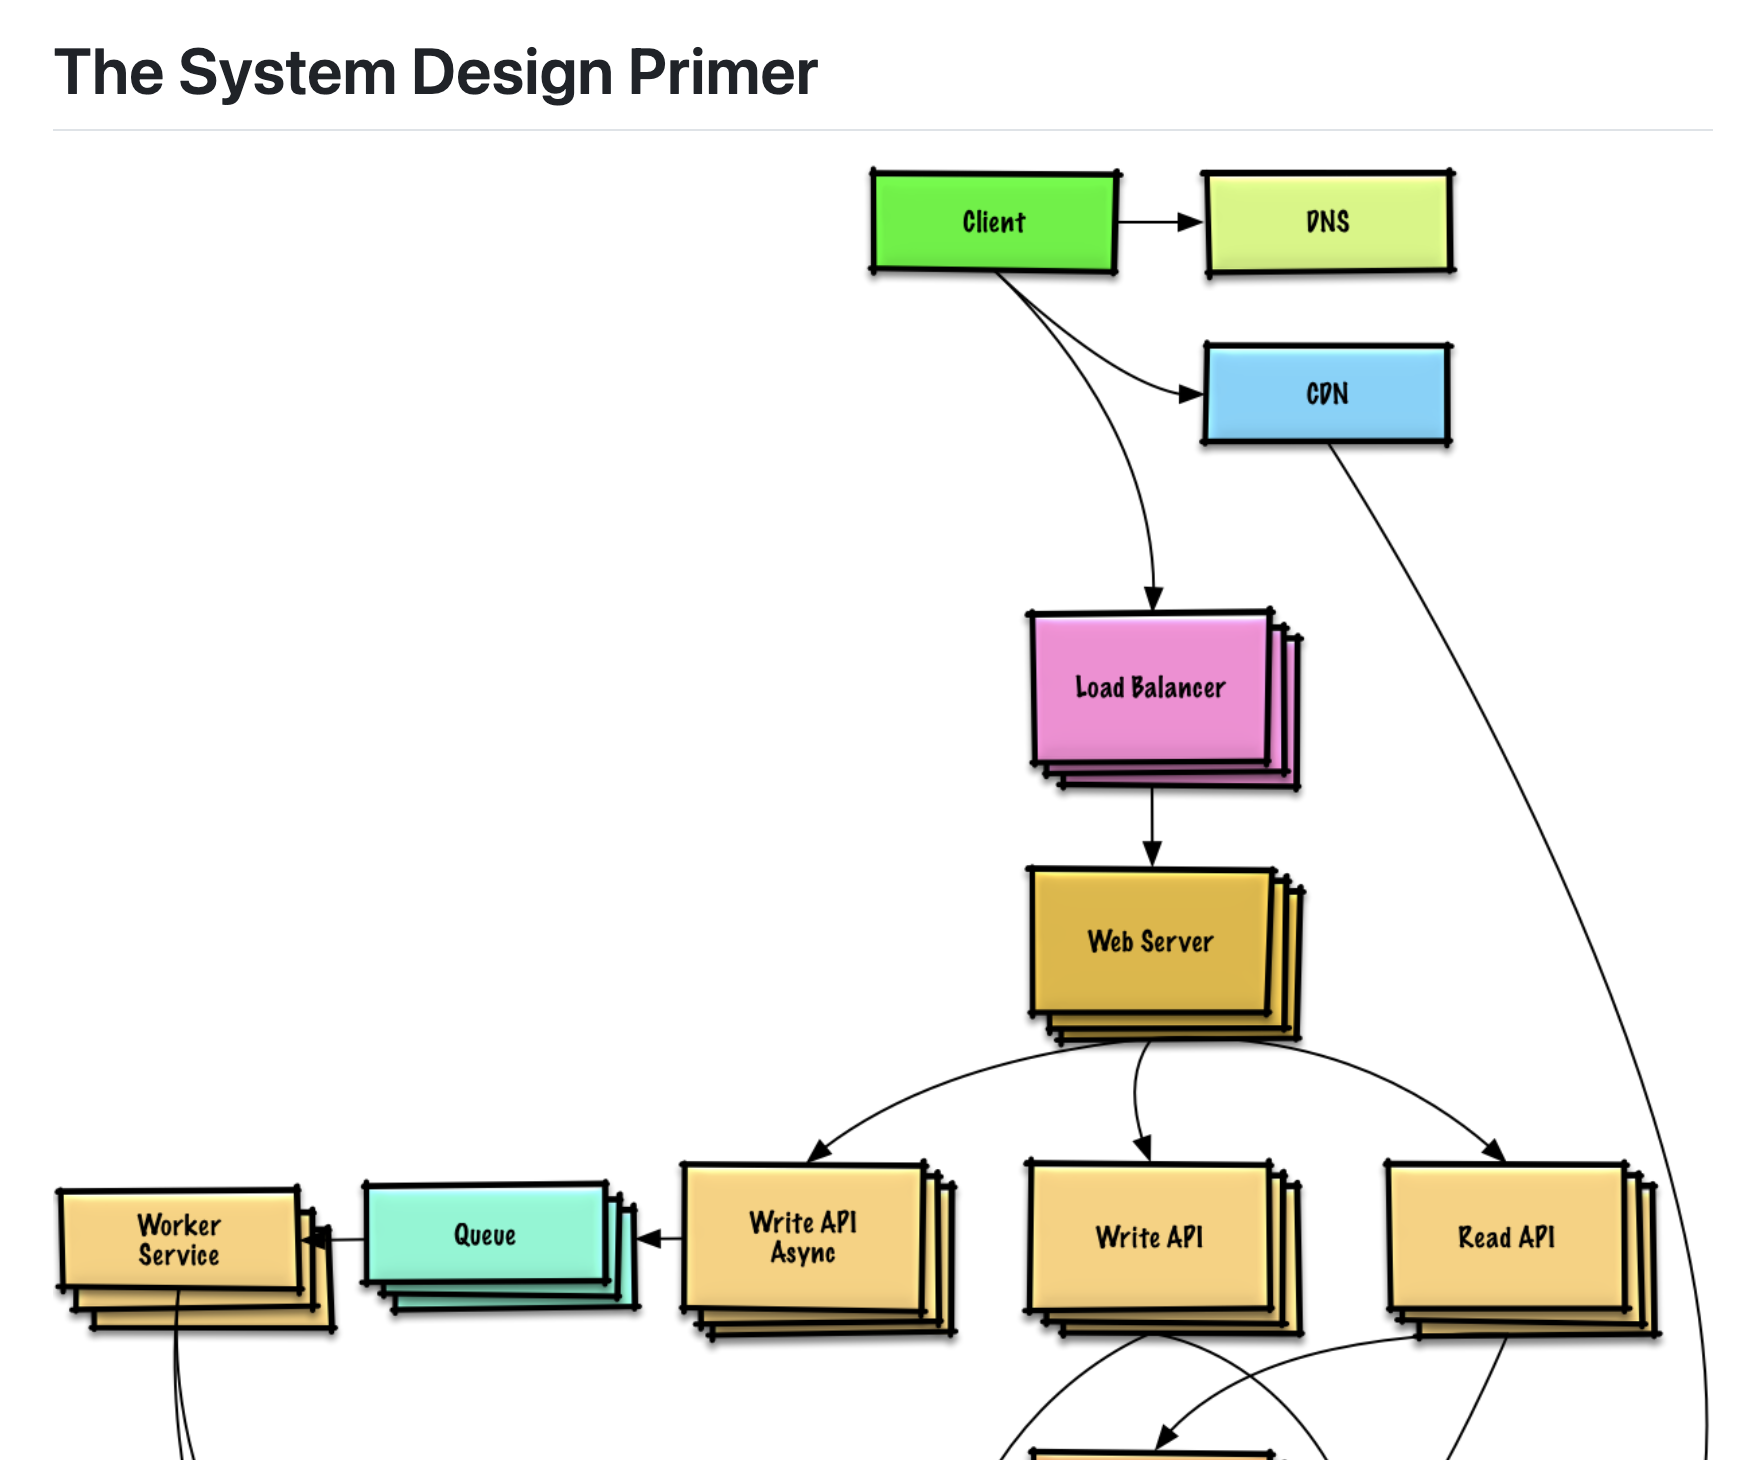 The System Design Primer
Client
DNS
CDN
Load Balancer
Web Server
Worker
Service
Queue
Write API
Async
Write API
Read API